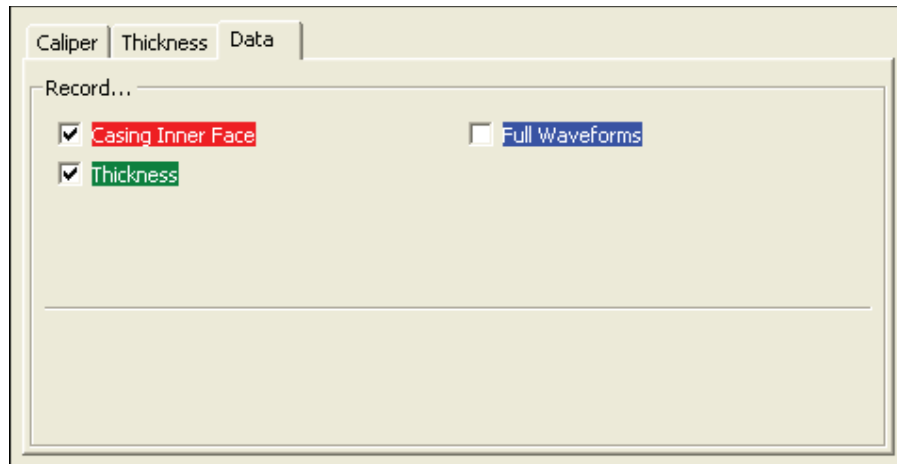 Caliper Thickness Data
Record...
Casing Inner Face Full Waveforms
Thickness